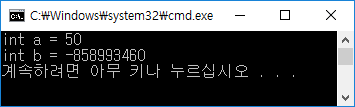 C:₩Windows₩system32₩cmd.exe
int a = 50
int b = -858993460
계속하려면 아무 키나 누르십시오 . . .